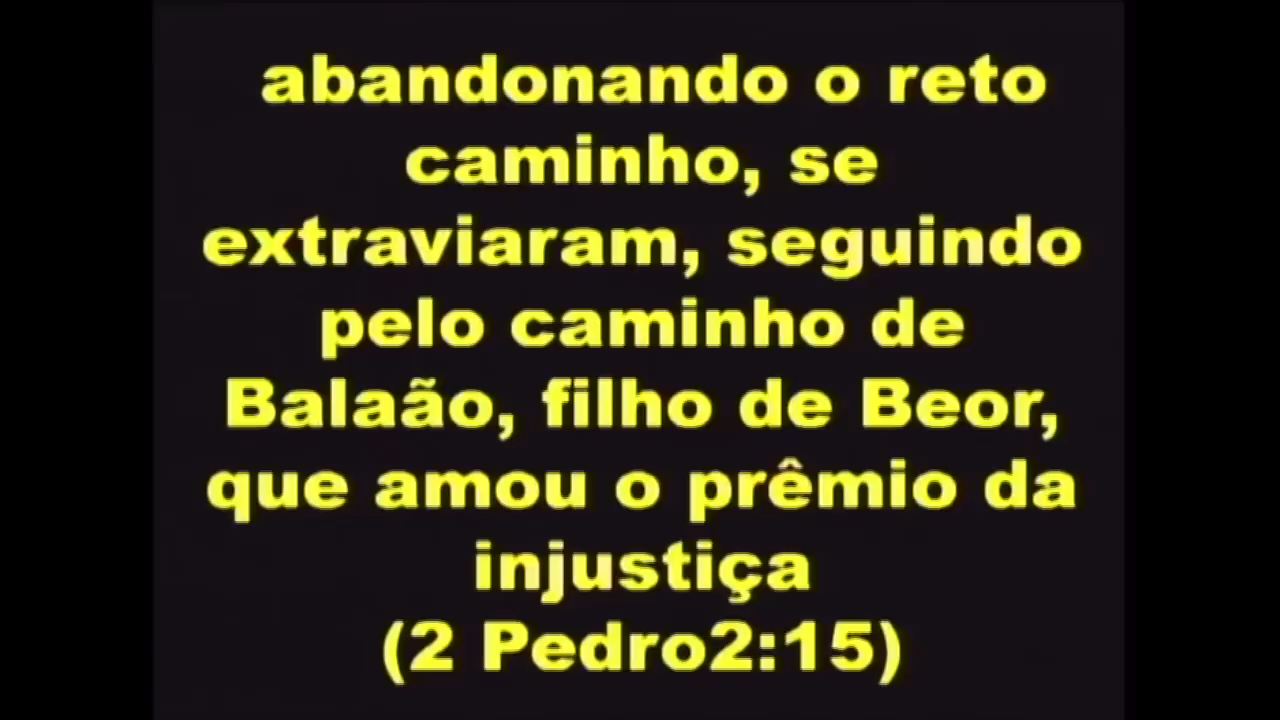 abandonando o reto
caminho, se
extraviaram, seguindo
pelo caminho de
Balaão, filho de Beor,
que amou o prêmio da
injustiça
(2 Pedro2:15)